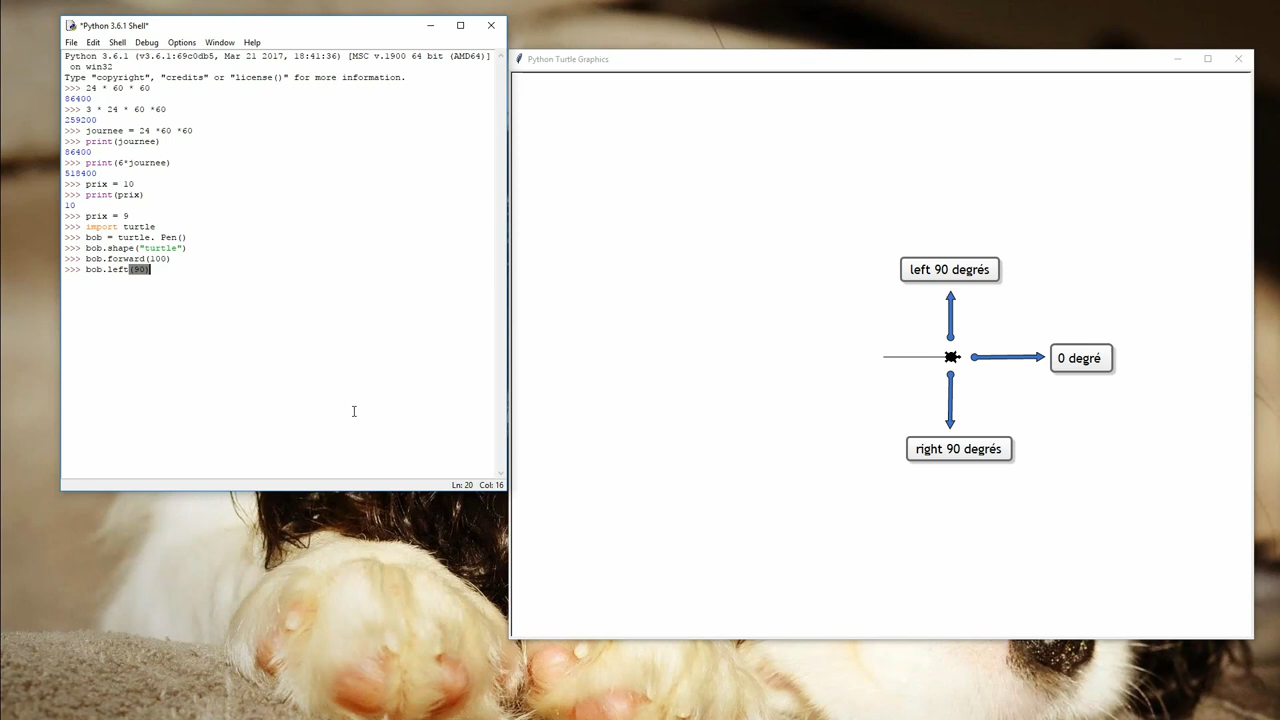 *Python 3.6.1 Shell*
File Edit Shell Debug Options Window Help
Python 3.6.1 (v3.6.1:69c0db5, Mar 21 2017, 18:41:36) [MSC v.1900 64 bit (AMD64)]
on win32
Type "copyright", "credits" or "license()" for more information.
>>> 24 * 60 * 60
86400
>>> 3 * 24 * 60 *60
259200
>>> journee = 24 *60 *60
>>> print(journee)
86400
>>> print(6*journee)
518400
>>> prix = 10
>>> print(prix)
10
>>> prix = 9
>>> import turtle
>>> bob = turtle. Pen()
>>> bob.shape("turtle")
>>> bob.forward(100)
>>> bob.left(90)
Ln: 20 Col: 16
Python Turtle Graphics
left 90 degrés
0 degré
right 90 degrés